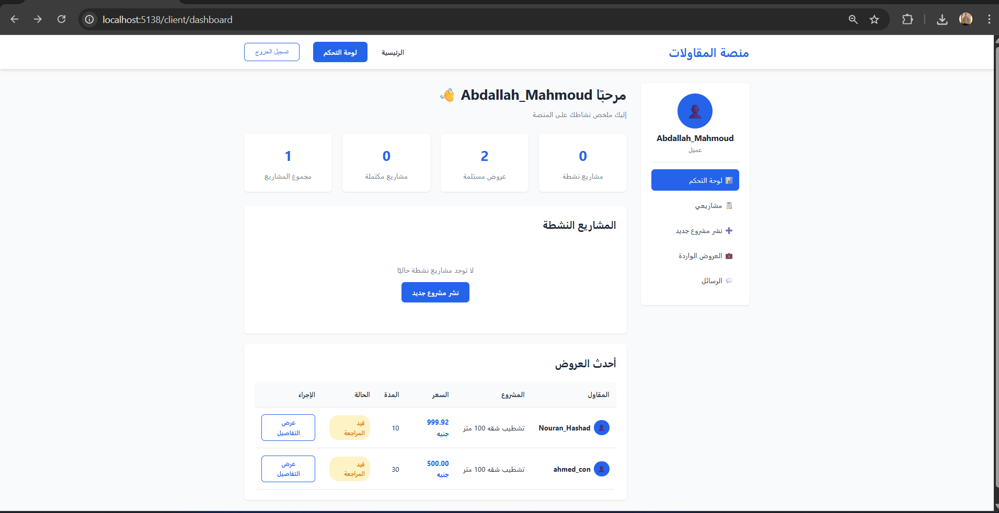 localhost:5138/client/dashboard
منصة المقاولات
الرئيسية
لوحة التحكم
تسجيل الخروج
Abdallah_Mahmoud
عميل
لوحة التحكم
مشاريعي
نشر مشروع جديد
العروض الواردة
الرسائل
مرحبًا Abdallah_Mahmoud
إليك ملخص نشاطك على المنصة
0
مشاريع نشطة
2
عروض مستلمة
0
مشاريع مكتملة
1
مجموع المشاريع
المشاريع النشطة
لا توجد مشاريع نشطة حاليًا
نشر مشروع جديد
أحدث العروض
المقاول المشروع السعر المدة الحالة الإجراء
Nouran_Hashad تشطيب شقه 100 متر 999.92 جنيه 10 قيد المراجعة عرض التفاصيل
ahmed_con تشطيب شقه 100 متر 500.00 جنيه 30 قيد المراجعة عرض التفاصيل